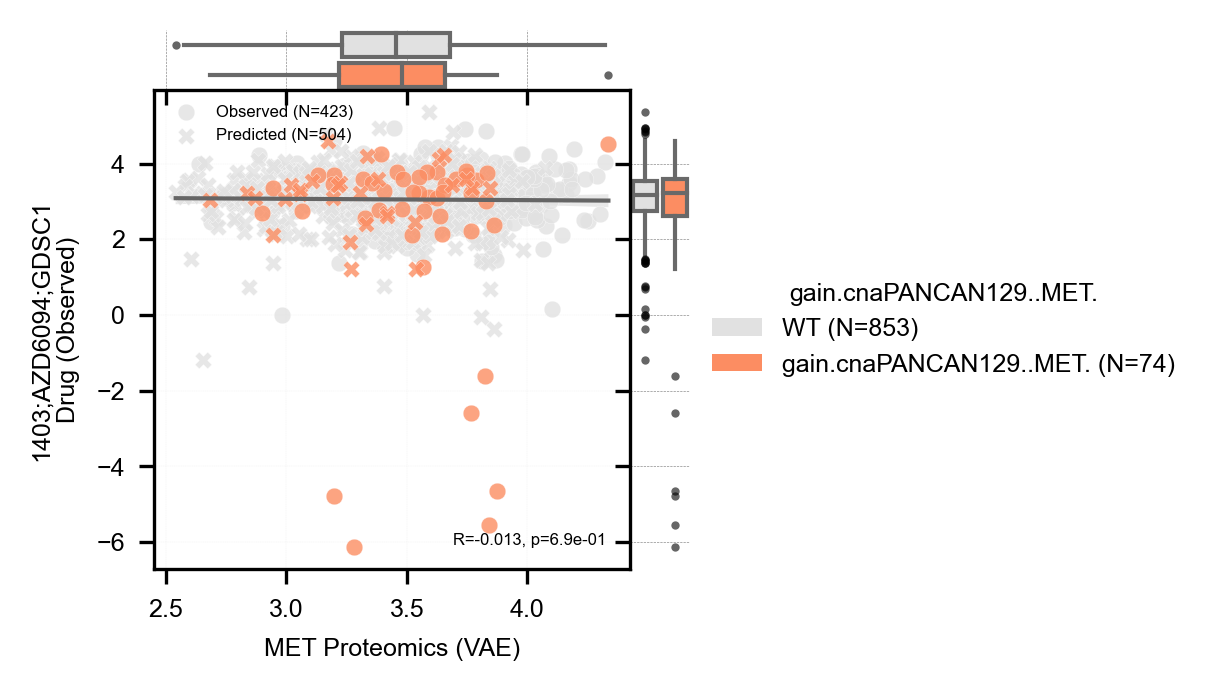 Observed (N=423)
Predicted (N=504)
4
2
0
−2
−4
−6
1403;AZD6094;GDSC1
Drug (Observed)
R=-0.013, p=6.9e-01
2.5 3.0 3.5 4.0
MET Proteomics (VAE)
gain.cnaPANCAN129..MET.
WT (N=853)
gain.cnaPANCAN129..MET. (N=74)